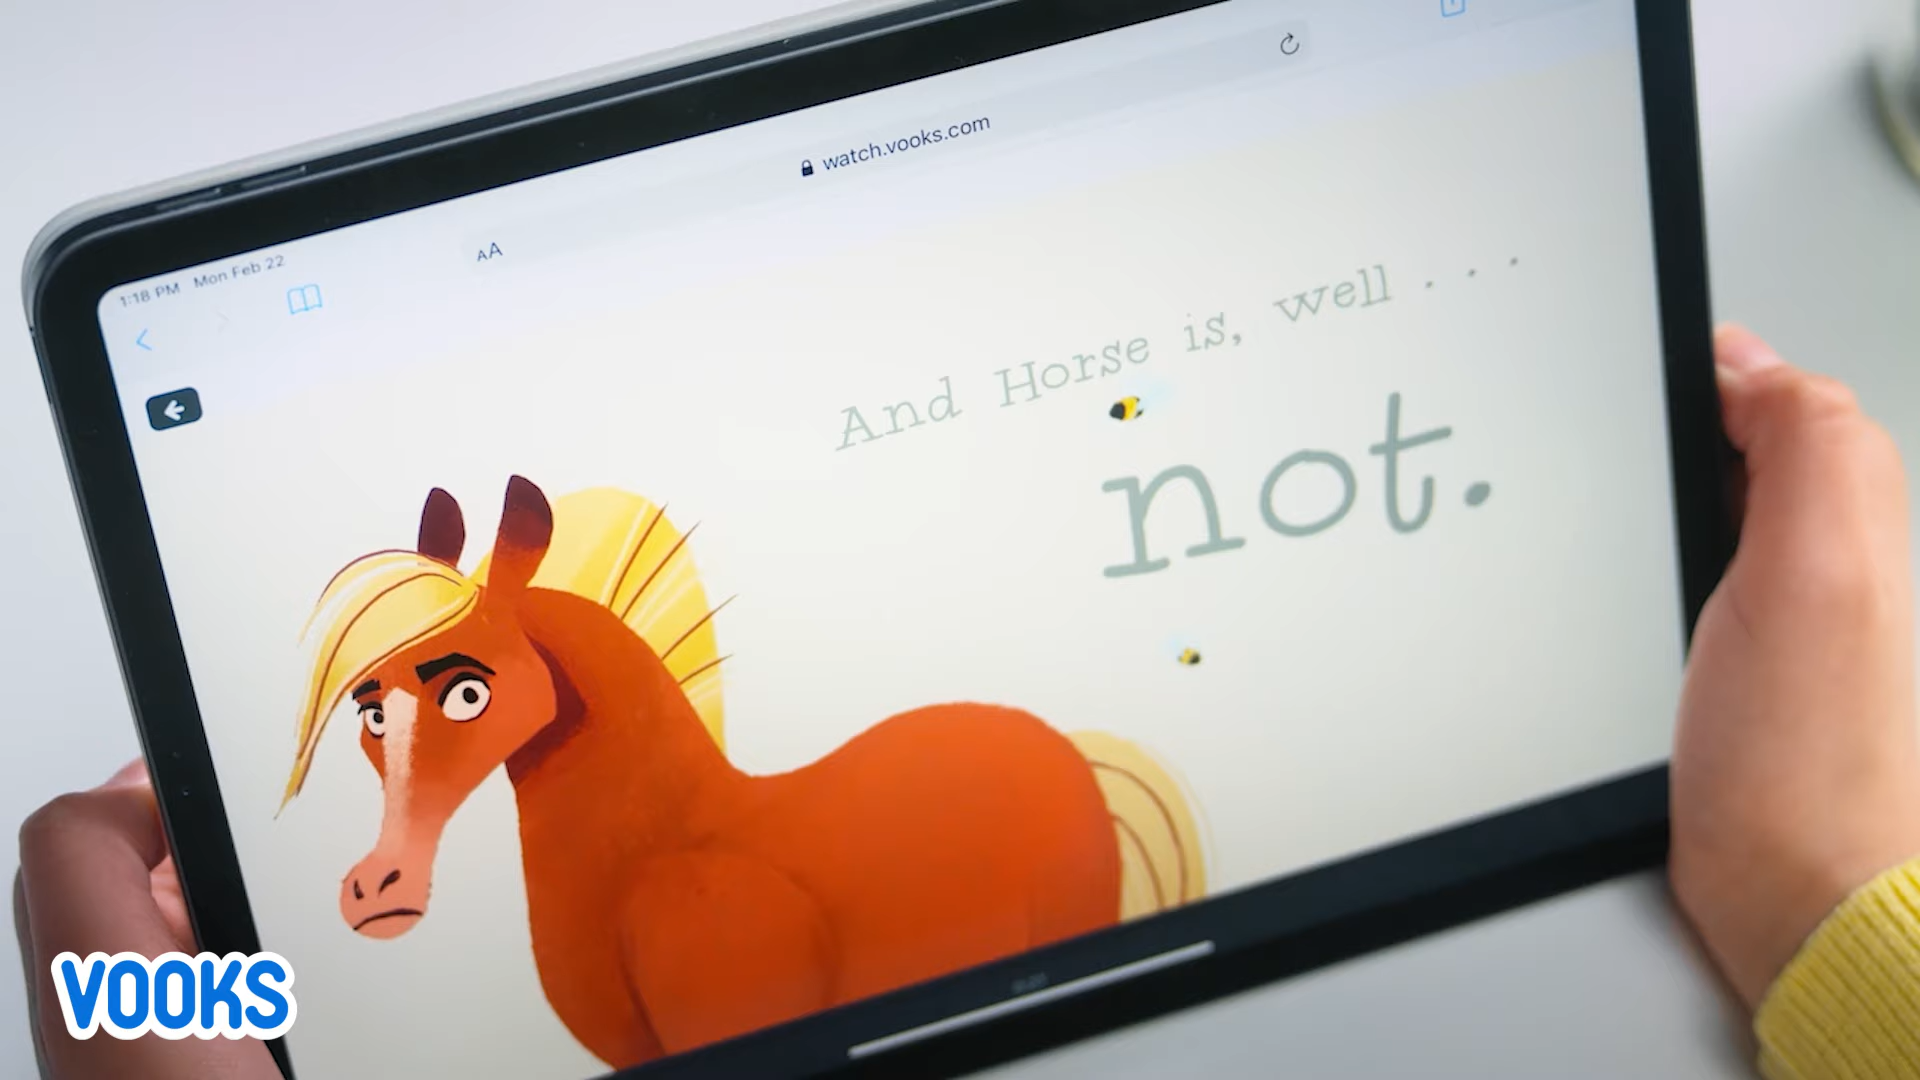 watch.vooks.com
AA
1:18 PM Mon Feb 22
And Horse is, well . . .
not.
VOOKS